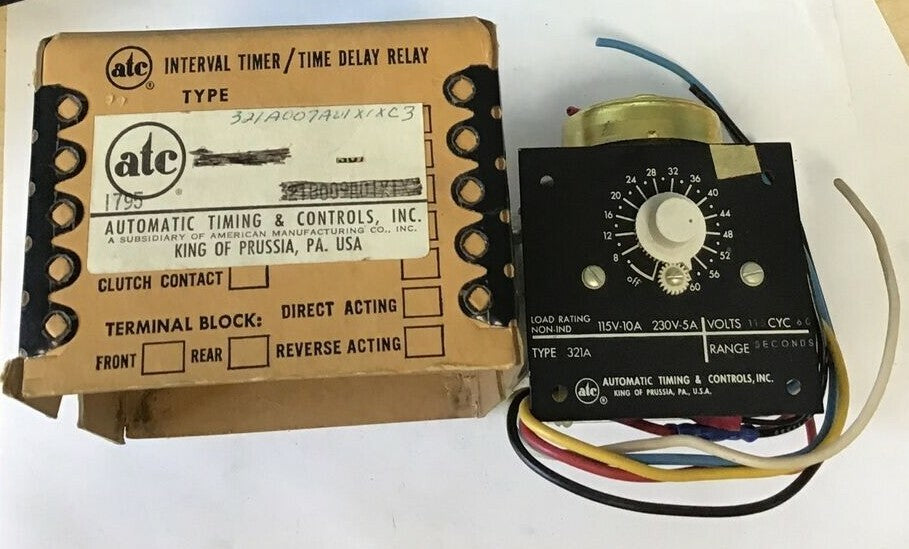 atc
INTERVAL TIMER/TIME DELAY RELAY
®
TYPE
321A007A
atc
®
1795
AUTOMATIC TIMING & CONTROLS, INC.
A SUBSIDIARY OF AMERICAN MANUFACTURING CO., INC.
KING OF PRUSSIA, PA. USA
CLUTCH CONTACT
DIRECT ACTING
TERMINAL BLOCK:
FRONT
REAR
REVERSE ACTING
off
8
12
16
20
24
28
32
36
40
44
48
52
56
60
LOAD RATING
NON-IND
115V-10A
230V-5A
VOLTS
CYC 60
TYPE 321A
RANGE SECONDS
atc
®
AUTOMATIC TIMING & CONTROLS, INC.
KING OF PRUSSIA, PA., U.S.A.